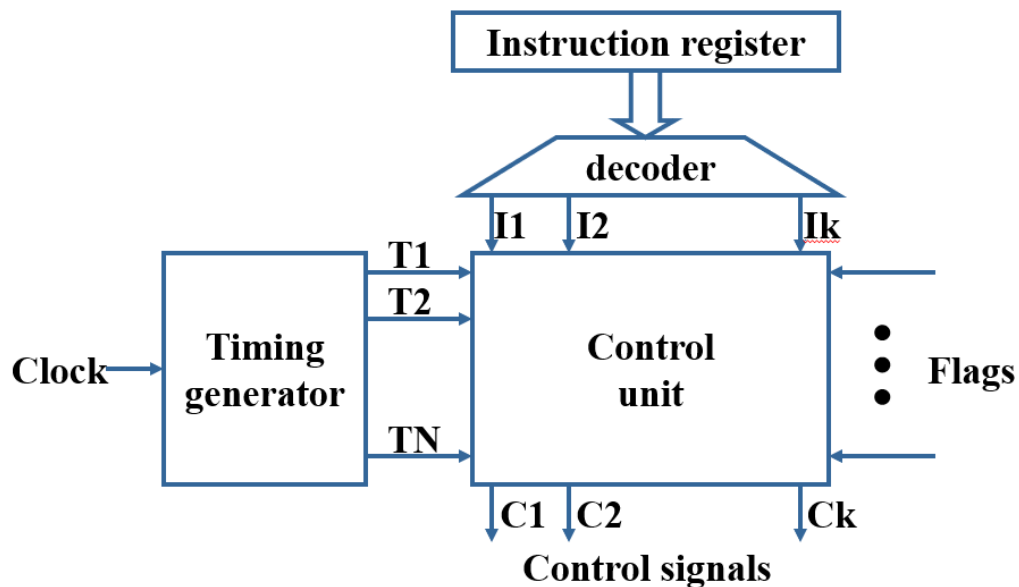 Instruction register
decoder
I1 I2 Ik
T1
T2
Timing
generator
Clock
TN
Control
unit
Flags
C1 C2 Ck
Control signals